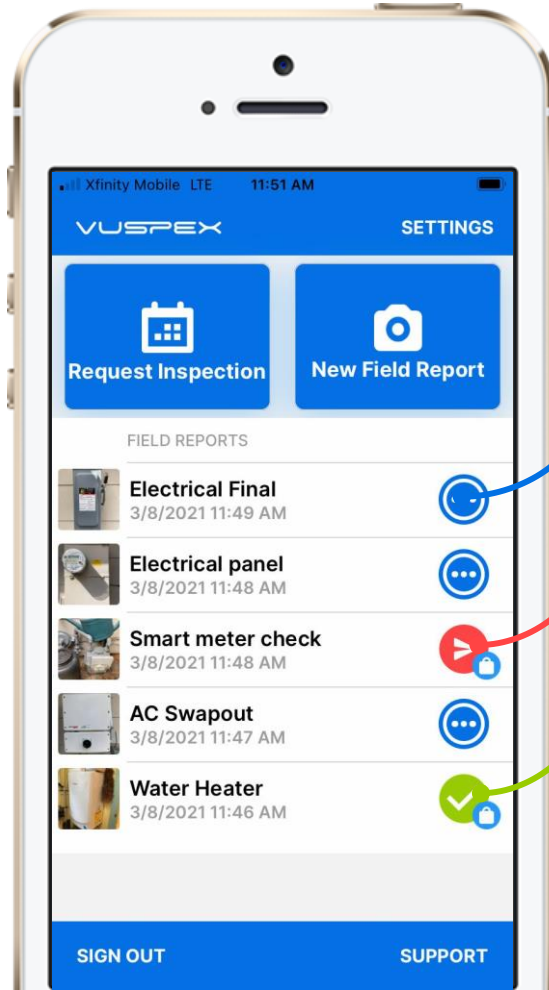 Xfinity Mobile LTE 11:51 AM
VUSPEX SETTINGS
Request Inspection
New Field Report
FIELD REPORTS
Electrical Final
3/8/2021 11:49 AM
Electrical panel
3/8/2021 11:48 AM
Smart meter check
3/8/2021 11:48 AM
AC Swapout
3/8/2021 11:47 AM
Water Heater
3/8/2021 11:46 AM
SIGN OUT SUPPORT